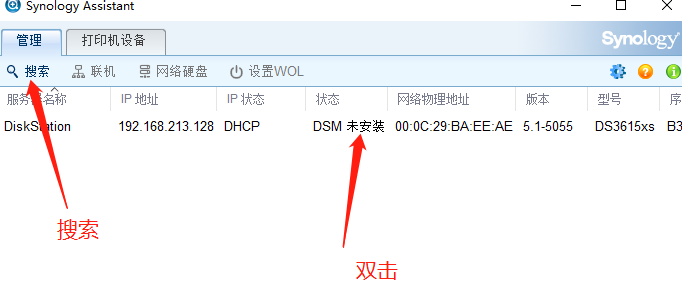 Synology Assistant
管理 打印机设备 Synology
搜索 联机 网络硬盘 设置WOL
服务器名称 IP 地址 IP 状态 状态 网络物理地址 版本 型号 序
DiskStation 192.168.213.128 DHCP DSM 未安装 00:0C:29:BA:EE:AE 5.1-5055 DS3615xs B3
搜索
双击